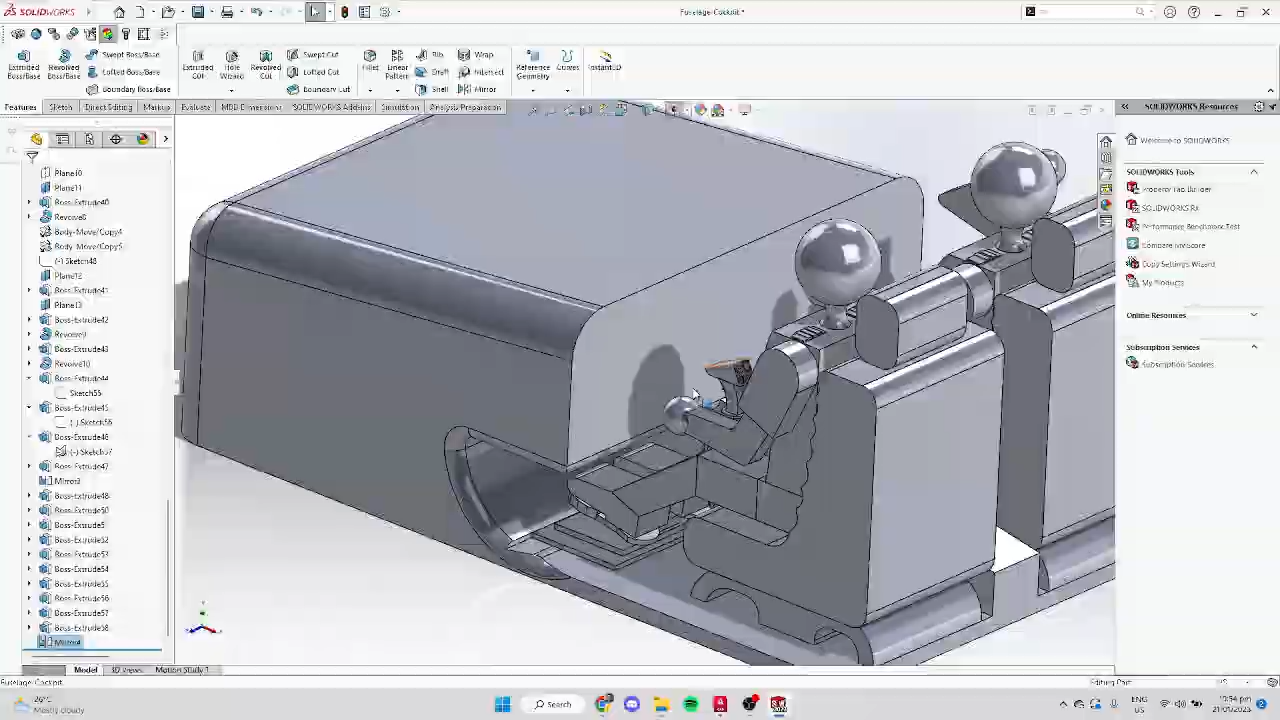 SOLIDWORKS
Fuselage-Cockpit *
Extruded Boss/Base
Revolved Boss/Base
Swept Boss/Base
Lofted Boss/Base
Boundary Boss/Base
Extruded Cut
Hole Wizard
Revolved Cut
Swept Cut
Lofted Cut
Boundary Cut
Fillet
Linear Pattern
Rib
Draft
Shell
Wrap
Intersect
Mirror
Reference Geometry
Curves
Instant3D
Features
Sketch
Direct Editing
Markup
Evaluate
MBD Dimensions
SOLIDWORKS Add-Ins
Simulation
Analysis Preparation
Plane10
Plane11
Boss-Extrude40
Revolve8
Body-Move/Copy4
Body-Move/Copy5
(-) Sketch48
Plane12
Boss-Extrude41
Plane13
Boss-Extrude42
Revolve9
Boss-Extrude43
Revolve10
Boss-Extrude44
Sketch55
Boss-Extrude45
(-) Sketch56
Boss-Extrude46
(-) Sketch57
Boss-Extrude47
Mirror3
Boss-Extrude48
Boss-Extrude50
Boss-Extrude52
Boss-Extrude53
Boss-Extrude54
Boss-Extrude55
Boss-Extrude56
Boss-Extrude57
Boss-Extrude58
Mirror4
Model
3D Views
Motion Study 1
SOLIDWORKS Resources
Welcome to SOLIDWORKS
SOLIDWORKS Tools
Property Tab Builder
SOLIDWORKS Rx
Performance Benchmark Test
Compare My Score
Copy Settings Wizard
My Products
Online Resources
Subscription Services
Subscription Services
Fuselage-Cockpit
Editing Part
26°C
Mostly cloudy
Search
ENG
US